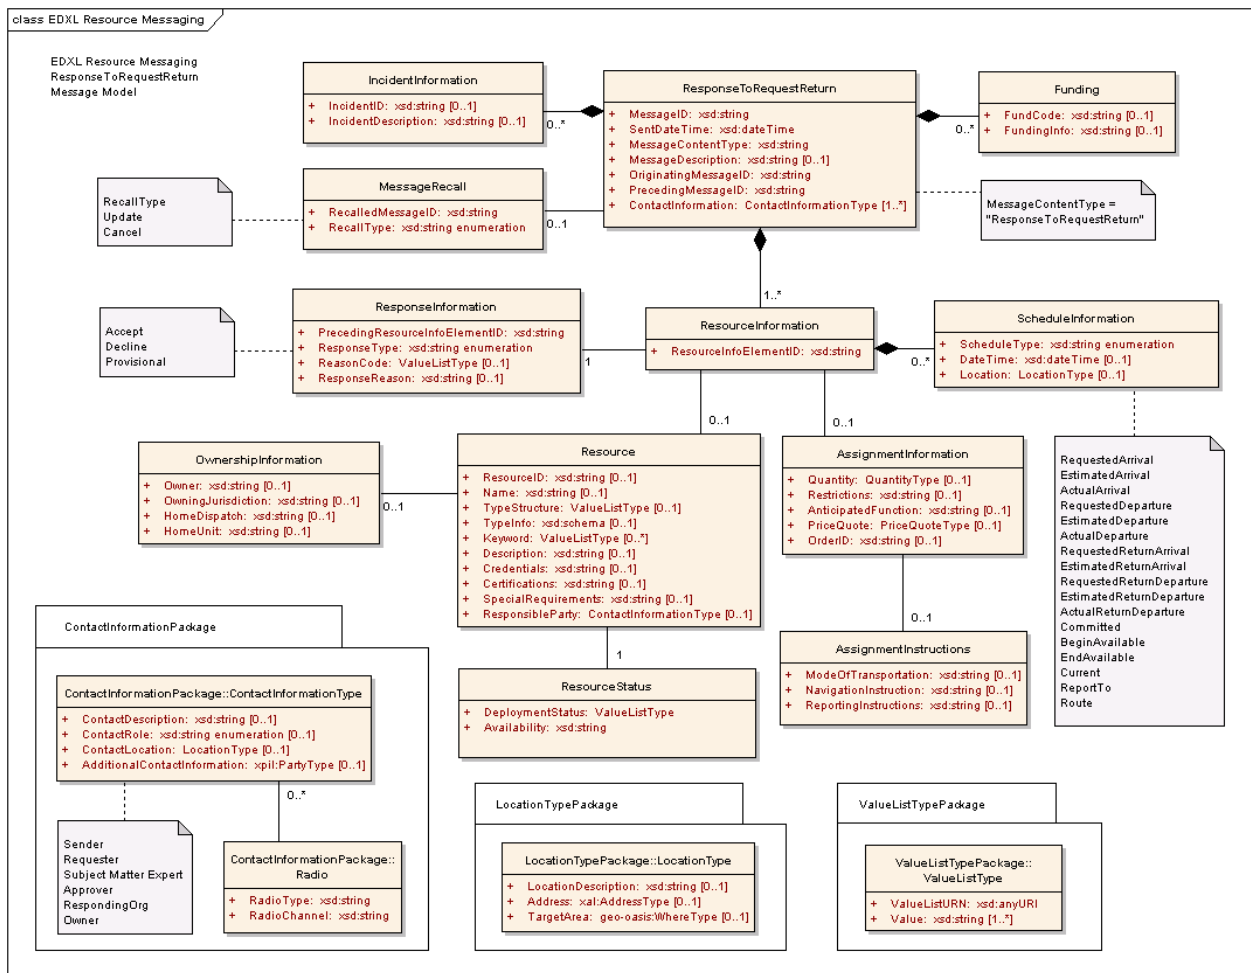 class EDXL Resource Messaging
EDXL Resource Messaging
ResponseToRequestReturn
Message Model
IncidentInformation
+ IncidentID: xsd:string [0..1]
+ IncidentDescription: xsd:string [0..1]
0..*
ResponseToRequestReturn
+ MessageID: xsd:string
+ SentDateTime: xsd:dateTime
+ MessageContentType: xsd:string
+ MessageDescription: xsd:string [0..1]
+ OriginatingMessageID: xsd:string
+ PrecedingMessageID: xsd:string
+ ContactInformation: ContactInformationType [1..*]
Funding
+ FundCode: xsd:string [0..1]
+ FundingInfo: xsd:string [0..1]
0..*
RecallType
Update
Cancel
MessageRecall
+ RecalledMessageID: xsd:string
+ RecallType: xsd:string enumeration
0..1
MessageContentType =
"ResponseToRequestReturn"
1..*
Accept
Decline
Provisional
ResponseInformation
+ PrecedingResourceInfoElementID: xsd:string
+ ResponseType: xsd:string enumeration
+ ReasonCode: ValueListType [0..1]
+ ResponseReason: xsd:string [0..1]
1
ResourceInformation
+ ResourceInfoElementID: xsd:string
0..*
ScheduleInformation
+ ScheduleType: xsd:string enumeration
+ DateTime: xsd:dateTime [0..1]
+ Location: LocationType [0..1]
0..1
0..1
OwnershipInformation
+ Owner: xsd:string [0..1]
+ OwningJurisdiction: xsd:string [0..1]
+ HomeDispatch: xsd:string [0..1]
+ HomeUnit: xsd:string [0..1]
0..1
Resource
+ ResourceID: xsd:string [0..1]
+ Name: xsd:string [0..1]
+ TypeStructure: ValueListType [0..1]
+ TypeInfo: xsd:schema [0..1]
+ Keyword: ValueListType [0..*]
+ Description: xsd:string [0..1]
+ Credentials: xsd:string [0..1]
+ Certifications: xsd:string [0..1]
+ SpecialRequirements: xsd:string [0..1]
+ ResponsibleParty: ContactInformationType [0..1]
AssignmentInformation
+ Quantity: QuantityType [0..1]
+ Restrictions: xsd:string [0..1]
+ AnticipatedFunction: xsd:string [0..1]
+ PriceQuote: PriceQuoteType [0..1]
+ OrderID: xsd:string [0..1]
RequestedArrival
EstimatedArrival
ActualArrival
RequestedDeparture
EstimatedDeparture
ActualDeparture
RequestedReturnArrival
EstimatedReturnArrival
RequestedReturnDeparture
EstimatedReturnDeparture
ActualReturnDeparture
Committed
BeginAvailable
EndAvailable
Current
ReportTo
Route
0..1
AssignmentInstructions
+ ModeOfTransportation: xsd:string [0..1]
+ NavigationInstruction: xsd:string [0..1]
+ ReportingInstructions: xsd:string [0..1]
1
ResourceStatus
+ DeploymentStatus: ValueListType
+ Availability: xsd:string
ContactInformationPackage
ContactInformationPackage::ContactInformationType
+ ContactDescription: xsd:string [0..1]
+ ContactRole: xsd:string enumeration [0..1]
+ ContactLocation: LocationType [0..1]
+ AdditionalContactInformation: xpil:PartyType [0..1]
0..*
Sender
Requester
Subject Matter Expert
Approver
RespondingOrg
Owner
ContactInformationPackage::
Radio
+ RadioType: xsd:string
+ RadioChannel: xsd:string
LocationTypePackage
LocationTypePackage::LocationType
+ LocationDescription: xsd:string [0..1]
+ Address: xal:AddressType [0..1]
+ TargetArea: geo-oasis:WhereType [0..1]
ValueListTypePackage
ValueListTypePackage::
ValueListType
+ ValueListURN: xsd:anyURI
+ Value: xsd:string [1..*]